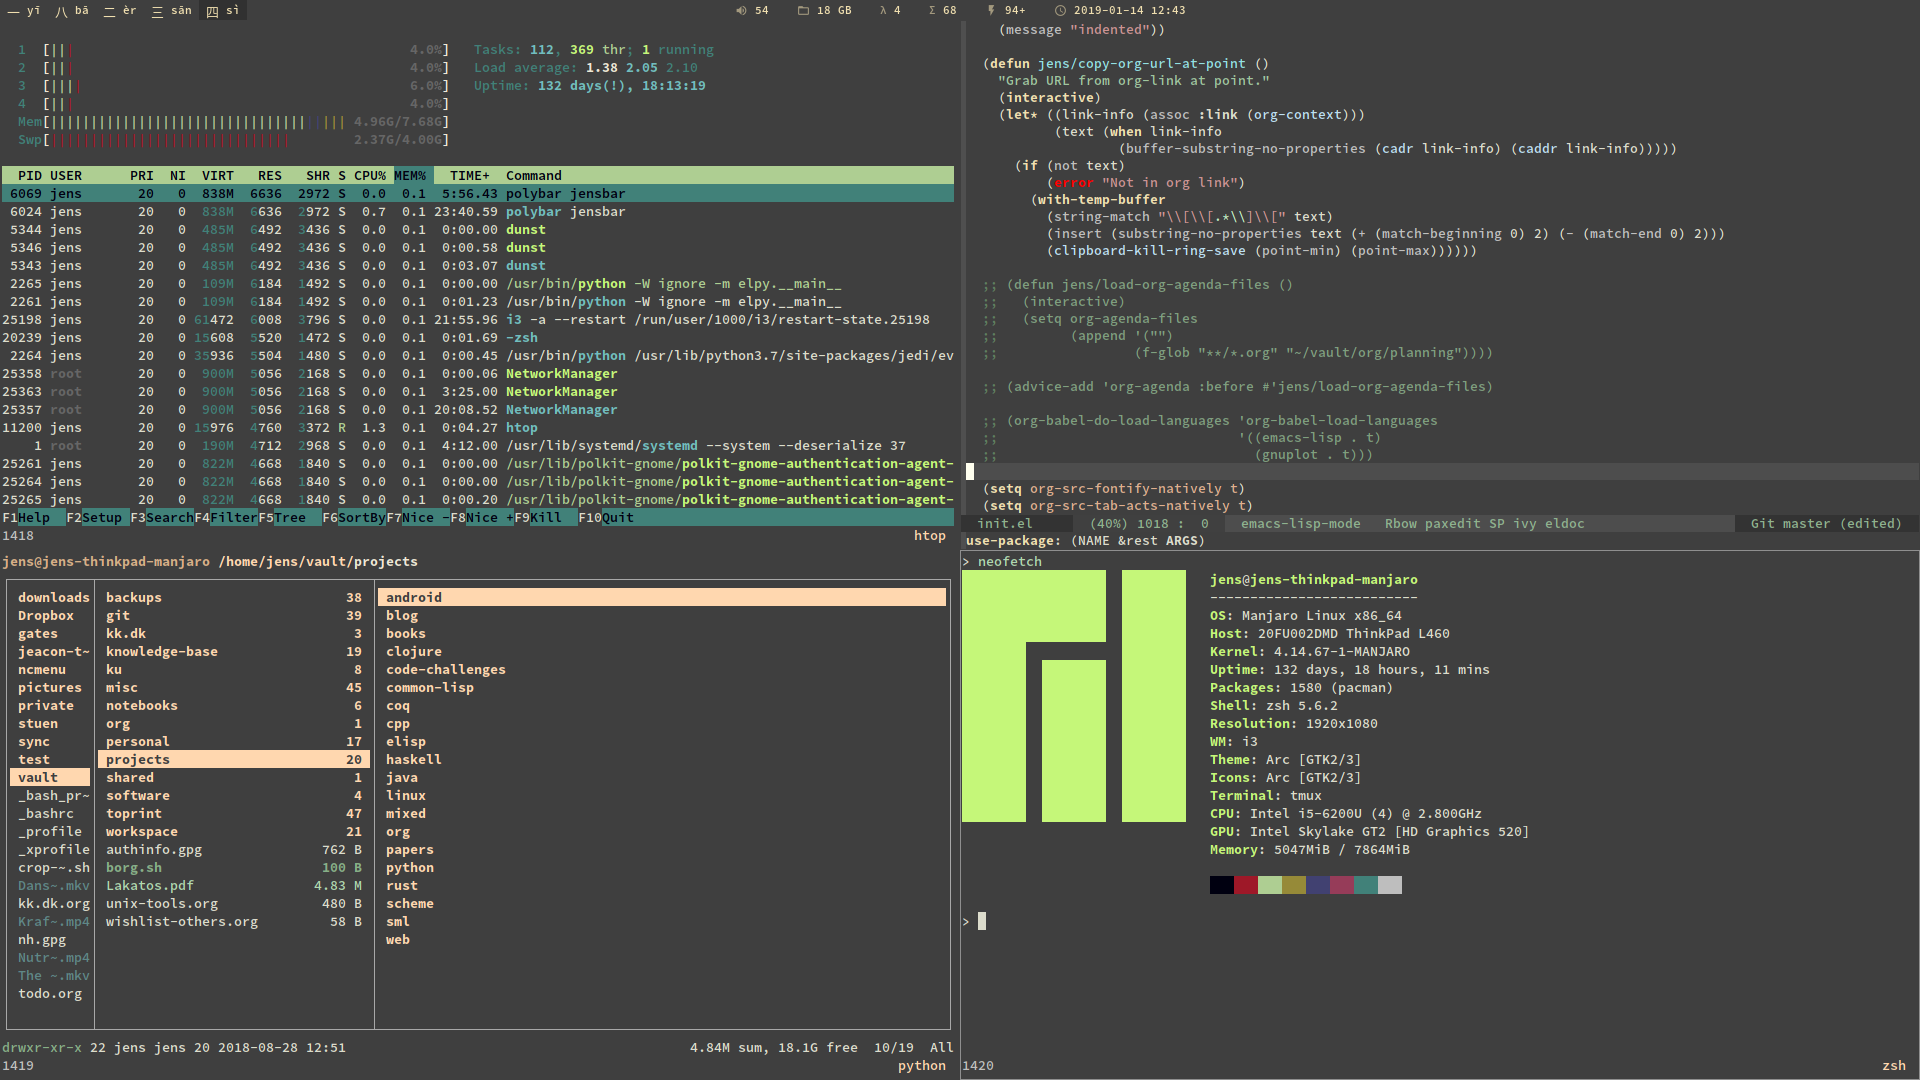 一 yī 八 bā 二 èr 三 sān 四 sì 54 18 GB λ 4 Σ 68 94+ 2019-01-14 12:43
1 [|| | 4.0%] Tasks: 112, 369 thr; 1 running
2 [|| | 4.0%] Load average: 1.38 2.05 2.10
3 [||| | 6.0%] Uptime: 132 days(!), 18:13:19
4 [|| | 4.0%]
Mem[|||||||||||||||||||||||||||||||||||| 4.96G/7.68G]
Swp[|||||||||||||||||||||||||||||| 2.37G/4.00G]
PID USER PRI NI VIRT RES SHR S CPU% MEM% TIME+ Command
6069 jens 20 0 838M 6636 2972 S 0.0 0.1 5:56.43 polybar jensbar
6024 jens 20 0 838M 6636 2972 S 0.7 0.1 23:40.59 polybar jensbar
5344 jens 20 0 485M 6492 3436 S 0.0 0.1 0:00.00 dunst
5346 jens 20 0 485M 6492 3436 S 0.0 0.1 0:00.58 dunst
5343 jens 20 0 485M 6492 3436 S 0.0 0.1 0:03.07 dunst
2265 jens 20 0 109M 6184 1492 S 0.0 0.1 0:00.00 /usr/bin/python -W ignore -m elpy.__main__
2261 jens 20 0 109M 6184 1492 S 0.0 0.1 0:01.23 /usr/bin/python -W ignore -m elpy.__main__
25198 jens 20 0 61472 6008 3796 S 0.0 0.1 21:55.96 i3 -a --restart /run/user/1000/i3/restart-state.25198
20239 jens 20 0 15608 5520 1472 S 0.0 0.1 0:01.69 -zsh
2264 jens 20 0 35936 5504 1480 S 0.0 0.1 0:00.45 /usr/bin/python /usr/lib/python3.7/site-packages/jedi/ev
25358 root 20 0 900M 5056 2168 S 0.0 0.1 0:00.06 NetworkManager
25363 root 20 0 900M 5056 2168 S 0.0 0.1 3:25.00 NetworkManager
25357 root 20 0 900M 5056 2168 S 0.0 0.1 20:08.52 NetworkManager
11200 jens 20 0 15976 4760 3372 R 1.3 0.1 0:04.27 htop
1 root 20 0 190M 4712 2968 S 0.0 0.1 4:12.00 /usr/lib/systemd/systemd --system --deserialize 37
25261 jens 20 0 822M 4668 1840 S 0.0 0.1 0:00.00 /usr/lib/polkit-gnome/polkit-gnome-authentication-agent-
25264 jens 20 0 822M 4668 1840 S 0.0 0.1 0:00.00 /usr/lib/polkit-gnome/polkit-gnome-authentication-agent-
25265 jens 20 0 822M 4668 1840 S 0.0 0.1 0:00.20 /usr/lib/polkit-gnome/polkit-gnome-authentication-agent-
F1Help F2Setup F3SearchF4FilterF5Tree F6SortByF7Nice -F8Nice +F9Kill F10Quit
1418 htop
(message "indented"))
(defun jens/copy-org-url-at-point ()
"Grab URL from org-link at point."
(interactive)
(let* ((link-info (assoc :link (org-context)))
(text (when link-info
(buffer-substring-no-properties (cadr link-info) (caddr link-info)))))
(if (not text)
(error "Not in org link")
(with-temp-buffer
(string-match "\\[\\[.*\\]\\[" text)
(insert (substring-no-properties text (+ (match-beginning 0) 2) (- (match-end 0) 2)))
(clipboard-kill-ring-save (point-min) (point-max))))))
;; (defun jens/load-org-agenda-files ()
;; (interactive)
;; (setq org-agenda-files
;; (append '("")
;; (f-glob "**/*.org" "~/vault/org/planning"))))
;; (advice-add 'org-agenda :before #'jens/load-org-agenda-files)
;; (org-babel-do-load-languages 'org-babel-load-languages
;; '((emacs-lisp . t)
;; (gnuplot . t)))
(setq org-src-fontify-natively t)
(setq org-src-tab-acts-natively t)
init.el (40%) 1018 : 0 emacs-lisp-mode Rbow paxedit SP ivy eldoc Git master (edited)
use-package: (NAME &rest ARGS)
jens@jens-thinkpad-manjaro /home/jens/vault/projects
downloads backups 38 android
Dropbox git 39 blog
gates kk.dk 3 books
jeacon-t~ knowledge-base 19 clojure
ncmenu ku 8 code-challenges
pictures misc 45 common-lisp
private notebooks 6 coq
stuen org 1 cpp
sync personal 17 elisp
test projects 20 haskell
vault shared 1 java
_bash_pr~ software 4 linux
_bashrc toprint 47 mixed
_profile workspace 21 org
_xprofile authinfo.gpg 762 B papers
crop-~.sh borg.sh 100 B python
Dans~.mkv Lakatos.pdf 4.83 M rust
kk.dk.org unix-tools.org 480 B scheme
Kraf~.mp4 wishlist-others.org 58 B sml
nh.gpg web
Nutr~.mp4
The ~.mkv
todo.org
drwxr-xr-x 22 jens jens 20 2018-08-28 12:51 4.84M sum, 18.1G free 10/19 All
1419 python
> neofetch
jens@jens-thinkpad-manjaro
--------------------------
OS: Manjaro Linux x86_64
Host: 20FU002DMD ThinkPad L460
Kernel: 4.14.67-1-MANJARO
Uptime: 132 days, 18 hours, 11 mins
Packages: 1580 (pacman)
Shell: zsh 5.6.2
Resolution: 1920x1080
WM: i3
Theme: Arc [GTK2/3]
Icons: Arc [GTK2/3]
Terminal: tmux
CPU: Intel i5-6200U (4) @ 2.800GHz
GPU: Intel Skylake GT2 [HD Graphics 520]
Memory: 5047MiB / 7864MiB
>
1420 zsh